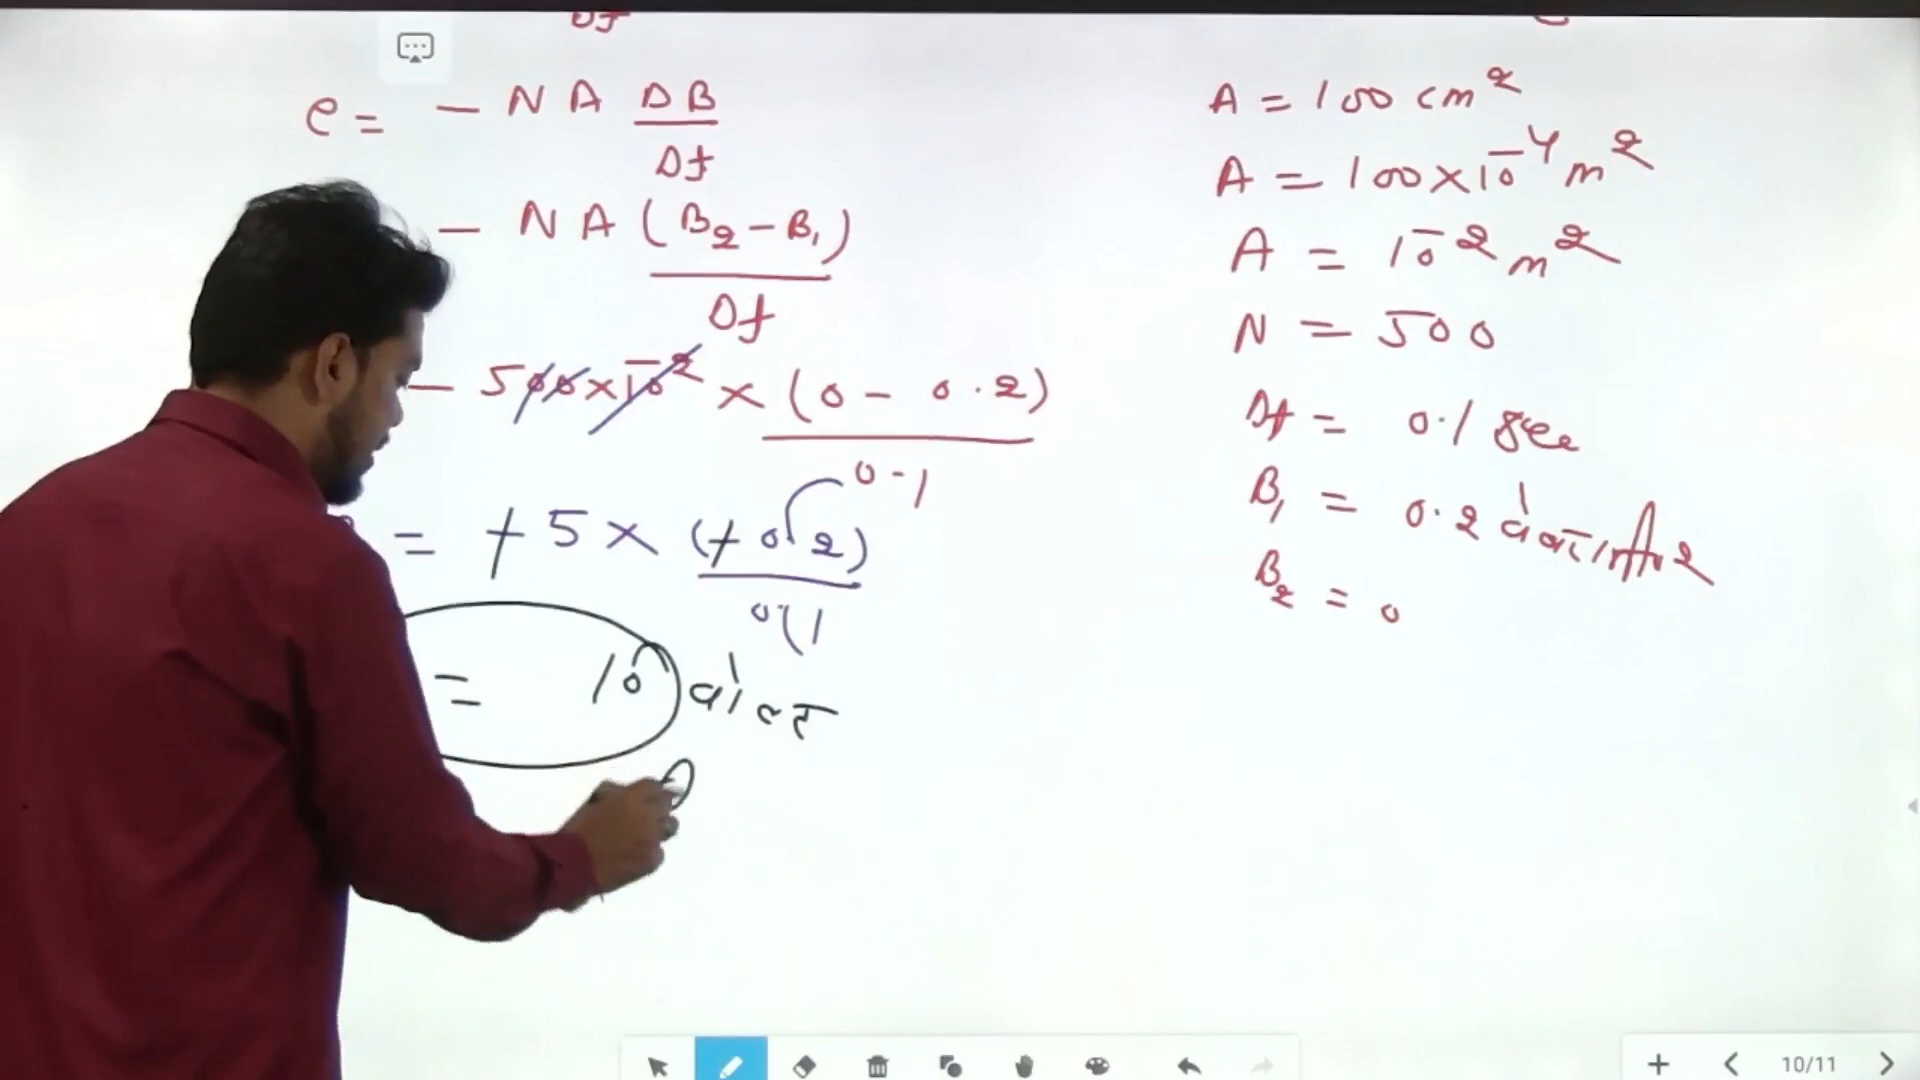 e = - N A ΔB
Δt
- N A (B₂ - B₁)
Δt
- 500 × 10⁻² × (0 - 0.2)
0.1
= + 5 × (+ 0.2)
0.1
= 10 वोल्ट
A = 100 cm²
A = 100 × 10⁻⁴ m²
A = 10⁻² m²
N = 500
Δt = 0.1 sec
B₁ = 0.2
B₂ = 0
10/11